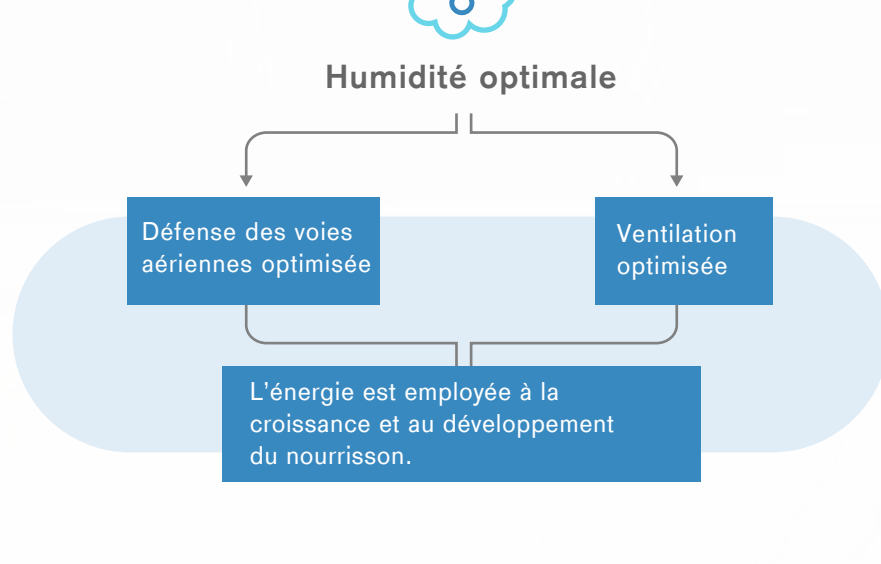 Humidité optimale
Défense des voies
aériennes optimisée
Ventilation
optimisée
L'énergie est employée à la
croissance et au développement
du nourrisson.